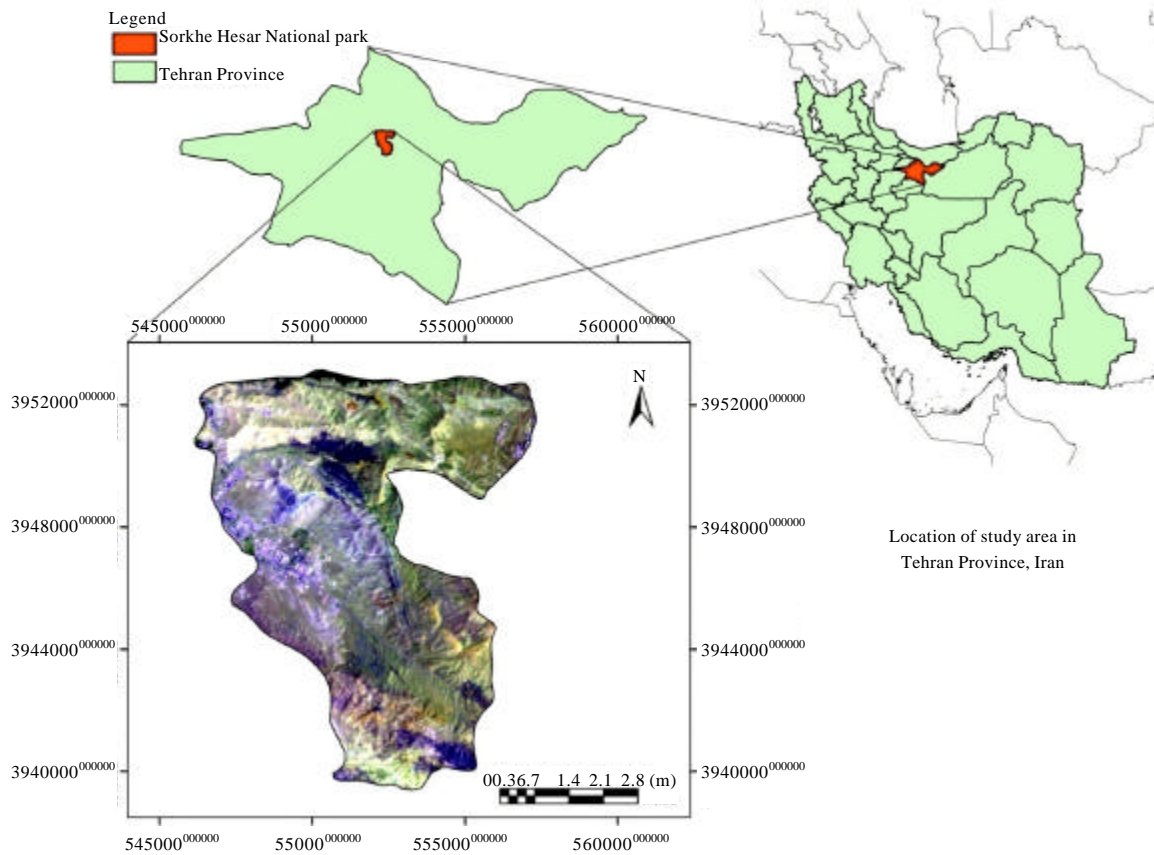 Legend
Sorkhe Hesar National park
Tehran Province
545000⁰⁰⁰⁰⁰⁰ 550000⁰⁰⁰⁰⁰⁰ 555000⁰⁰⁰⁰⁰⁰ 560000⁰⁰⁰⁰⁰⁰
N
3952000⁰⁰⁰⁰⁰⁰ 3952000⁰⁰⁰⁰⁰⁰
3948000⁰⁰⁰⁰⁰⁰ 3948000⁰⁰⁰⁰⁰⁰
Location of study area in
Tehran Province, Iran
3944000⁰⁰⁰⁰⁰⁰ 3944000⁰⁰⁰⁰⁰⁰
3940000⁰⁰⁰⁰⁰⁰ 3940000⁰⁰⁰⁰⁰⁰
00.36.7 1.4 2.1 2.8 (m)
545000⁰⁰⁰⁰⁰⁰ 55000⁰⁰⁰⁰⁰⁰ 555000⁰⁰⁰⁰⁰⁰ 560000⁰⁰⁰⁰⁰⁰